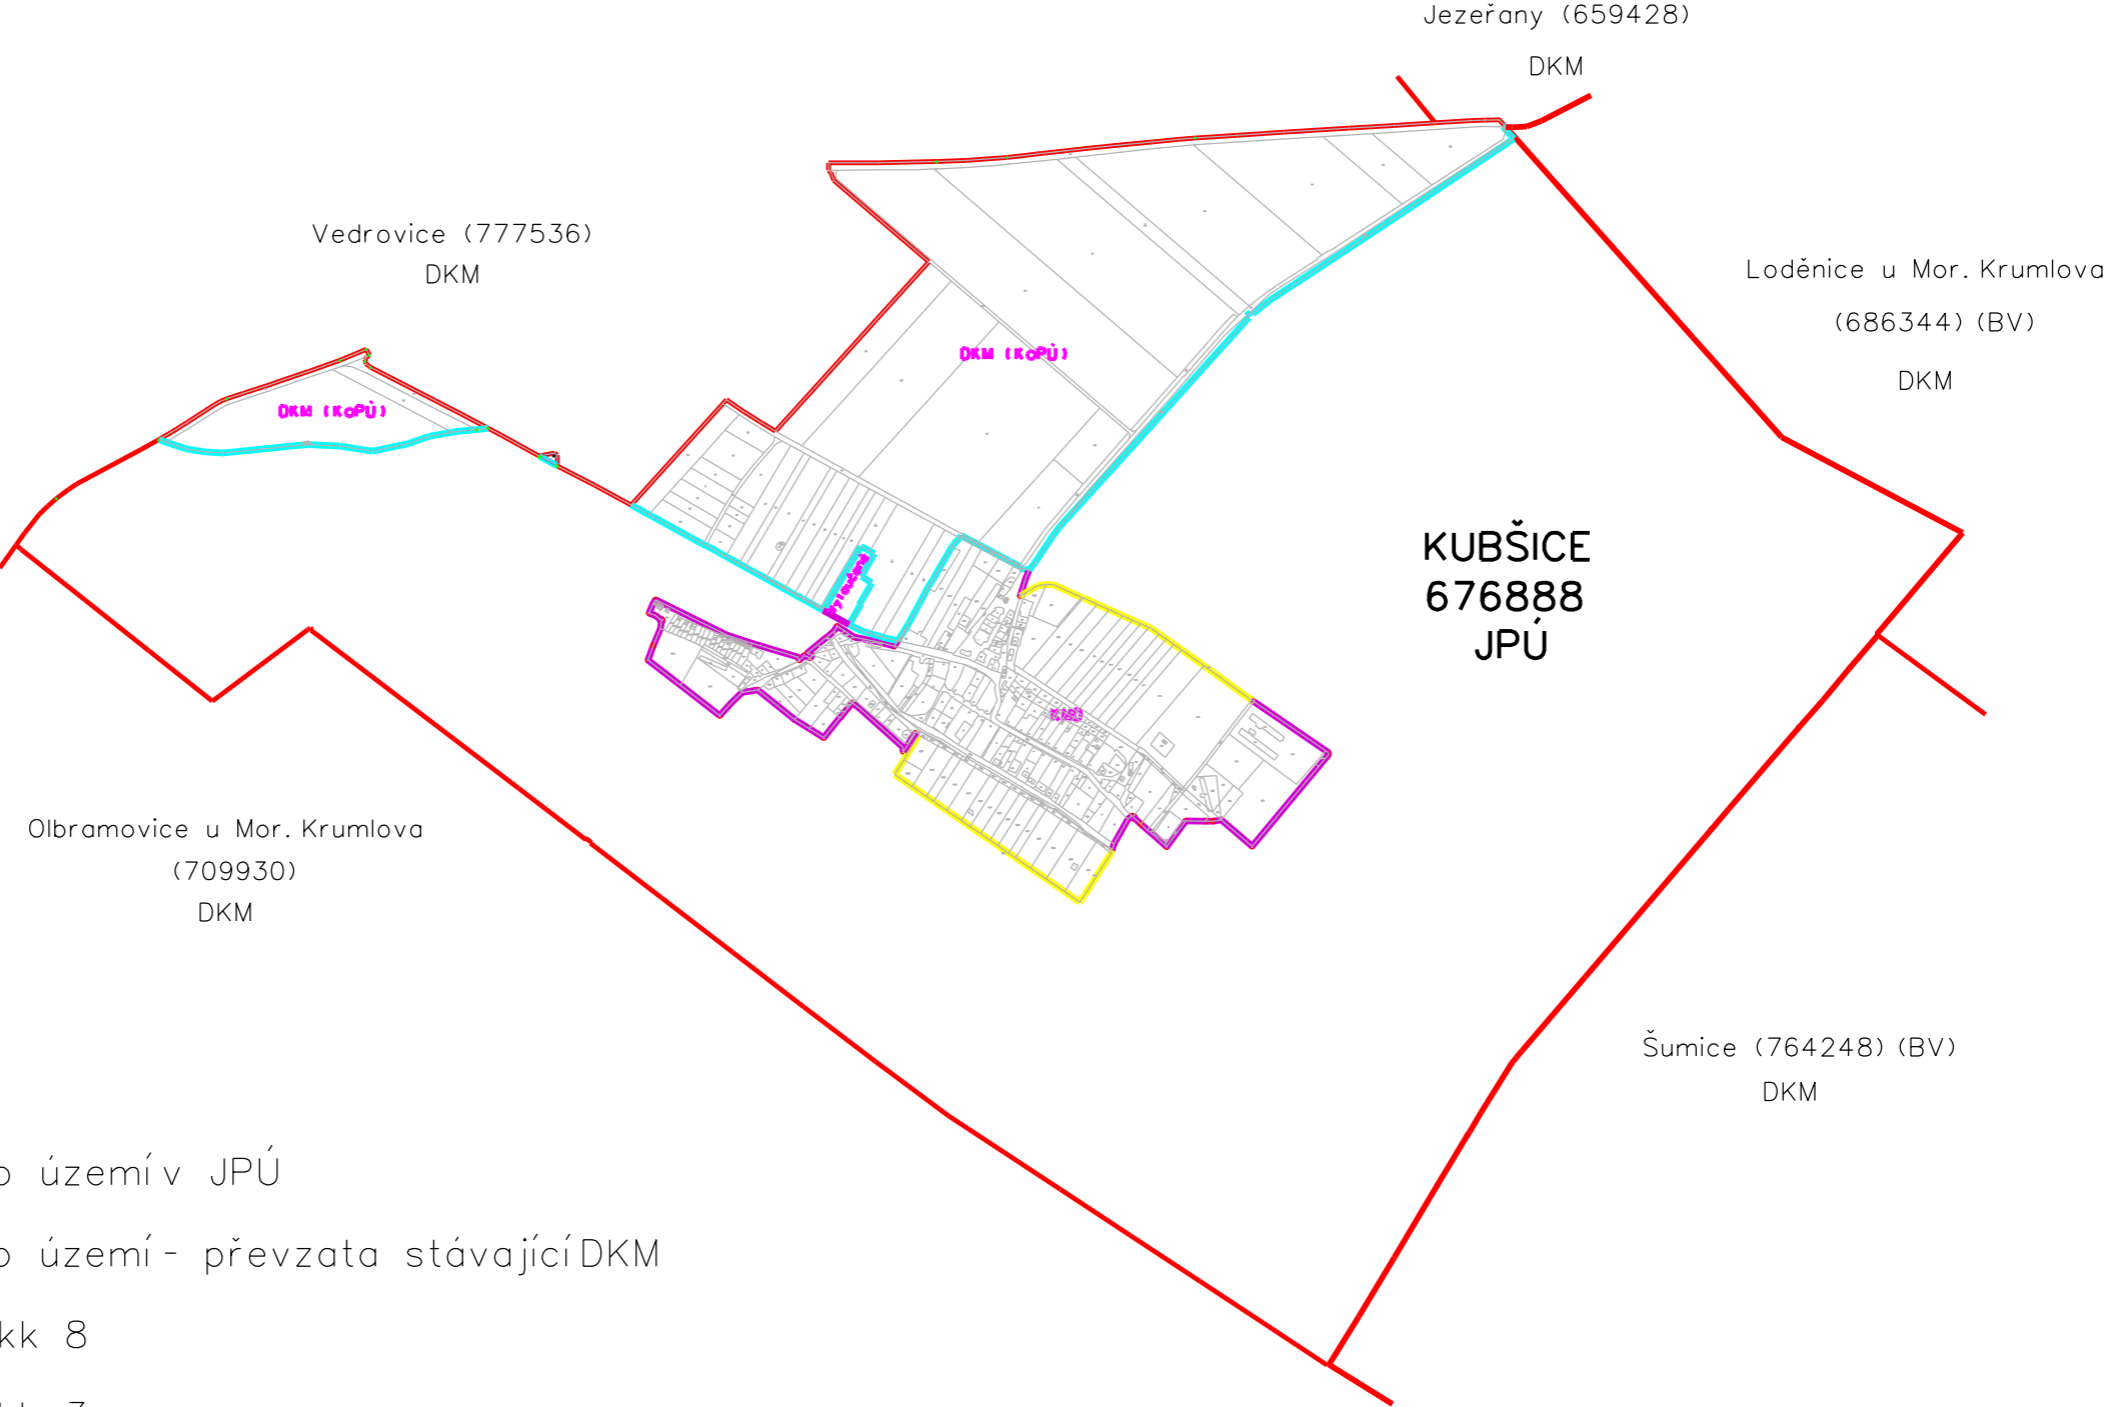 Jezeřany (659428)
DKM
Vedrovice (777536)
DKM
Loděnice u Mor. Krumlova
(686344) (BV)
DKM
DKM (KoPÚ)
DKM (KoPÚ)
KUBŠICE
676888
JPÚ
Olbramovice u Mor. Krumlova
(709930)
DKM
Šumice (764248) (BV)
DKM
o území v JPÚ
o území - převzata stávající DKM
kk 8